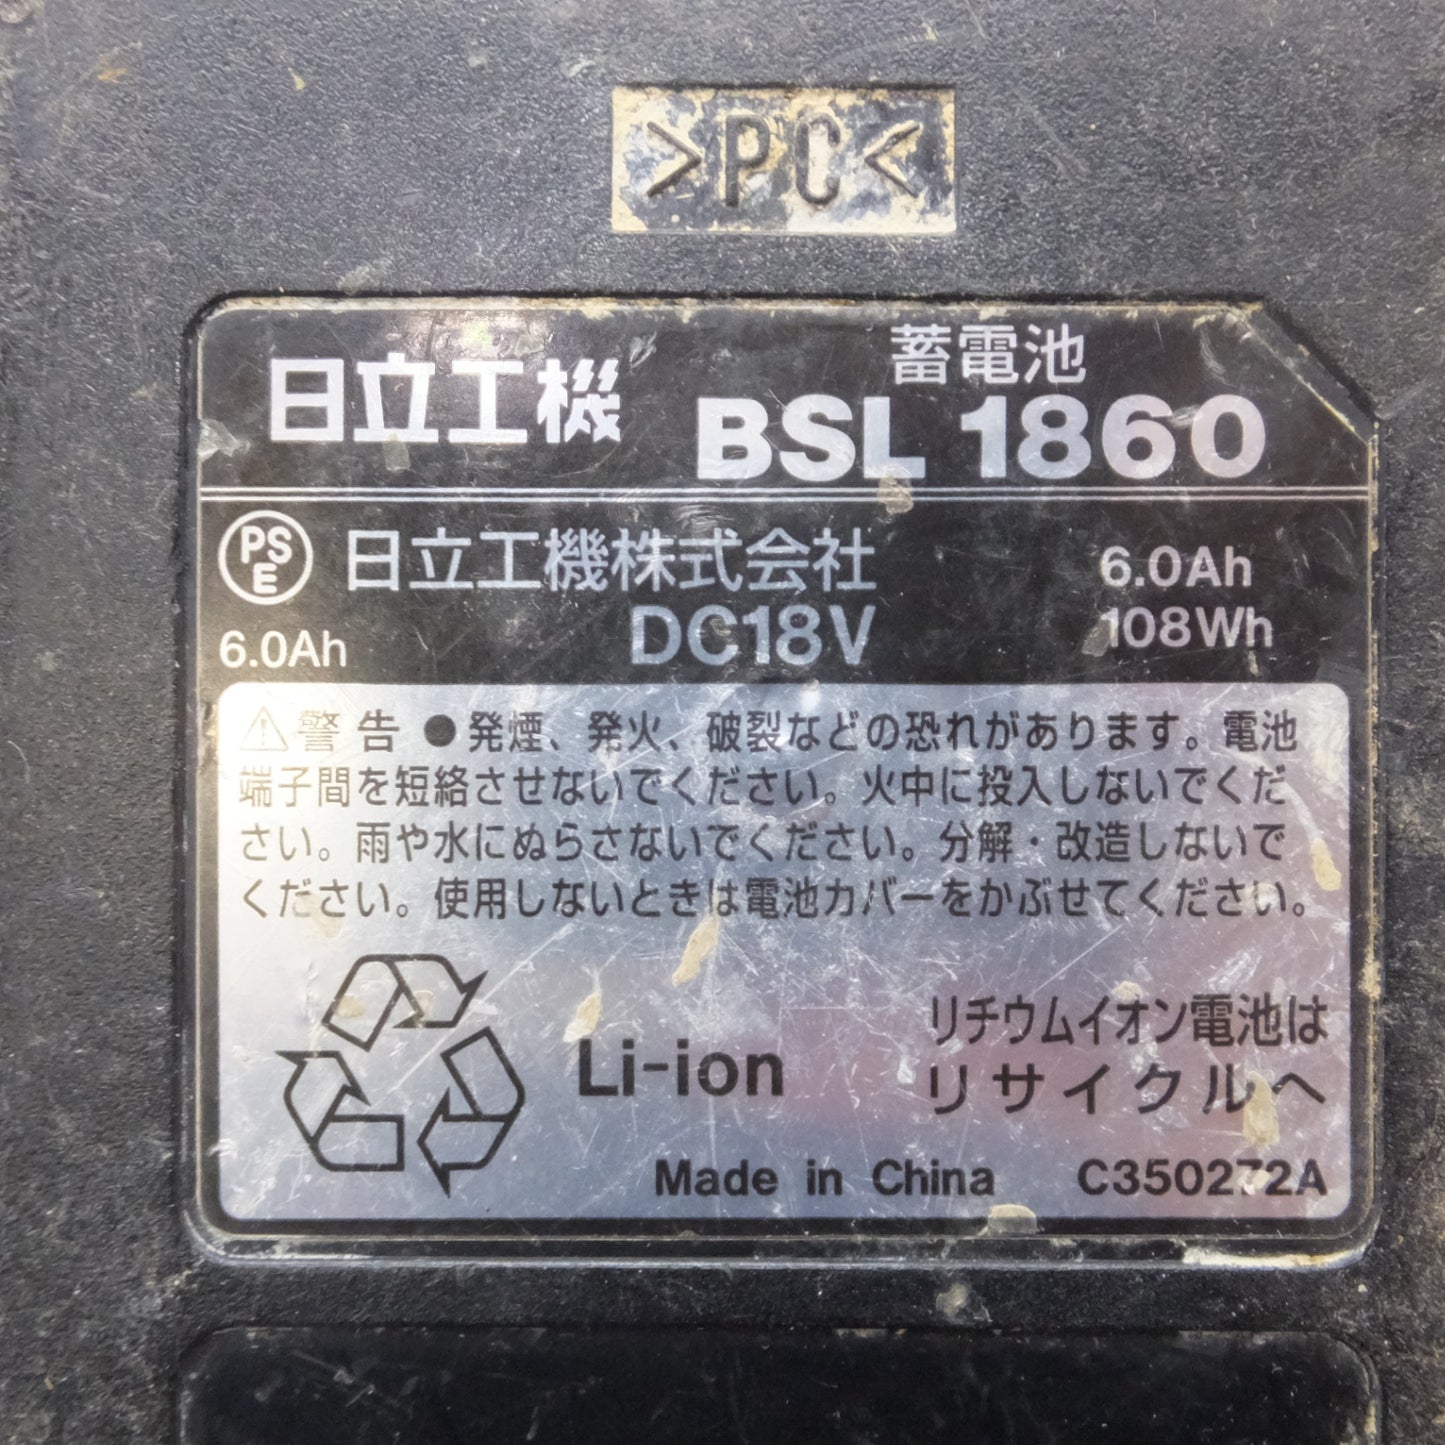 >PC<
蓄電池
日立工機 BSL 1860
PSE 日立工機株式会社 6.0Ah
6.0Ah DC18V 108Wh
⚠警告 ●発煙、発火、破裂などの恐れがあります。電池
端子間を短絡させないでください。火中に投入しないでくだ
さい。雨や水にぬらさないでください。分解・改造しないで
ください。使用しないときは電池カバーをかぶせてください。
リチウムイオン電池は
Li-ion リサイクルへ
Made in China C350272A